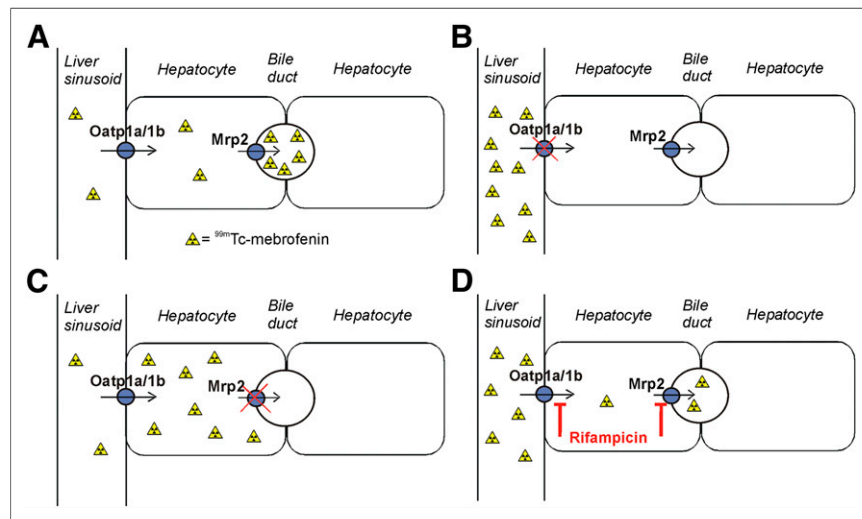 A
Liver
sinusoid
Hepatocyte
Bile
duct
Hepatocyte
Oatp1a/1b
Mrp2
= 99mTc-mebrofenin
B
Liver
sinusoid
Hepatocyte
Bile
duct
Hepatocyte
Oatp1a/1b
Mrp2
C
Liver
sinusoid
Hepatocyte
Bile
duct
Hepatocyte
Oatp1a/1b
Mrp2
D
Liver
sinusoid
Hepatocyte
Bile
duct
Hepatocyte
Oatp1a/1b
Mrp2
Rifampicin